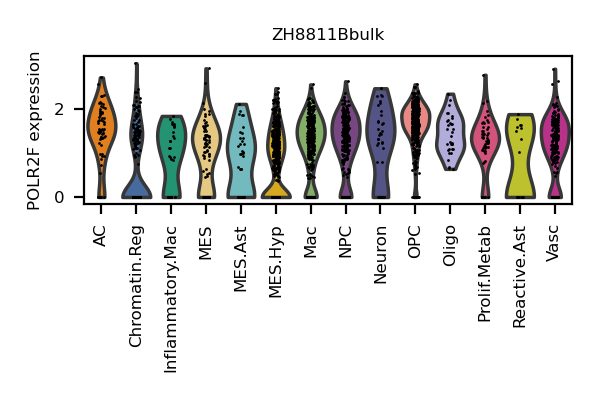 ZH8811Bbulk
POLR2F expression
2
0
AC
Chromatin.Reg
Inflammatory.Mac
MES
MES.Ast
MES.Hyp
Mac
NPC
Neuron
OPC
Oligo
Prolif.Metab
Reactive.Ast
Vasc